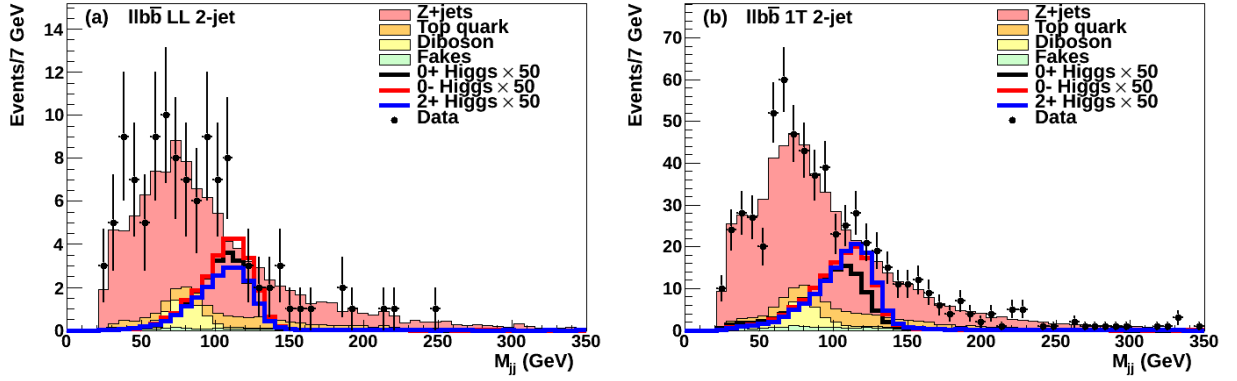 (a) llbb̄ LL 2-jet
Z+jets
Top quark
Diboson
Fakes
0+ Higgs × 50
0- Higgs × 50
2+ Higgs × 50
Data
Events/7 GeV
14
12
10
8
6
4
2
0
0 50 100 150 200 250 300 350
M_jj (GeV)
(b) llbb̄ 1T 2-jet
Z+jets
Top quark
Diboson
Fakes
0+ Higgs × 50
0- Higgs × 50
2+ Higgs × 50
Data
Events/7 GeV
70
60
50
40
30
20
10
0
0 50 100 150 200 250 300 350
M_jj (GeV)